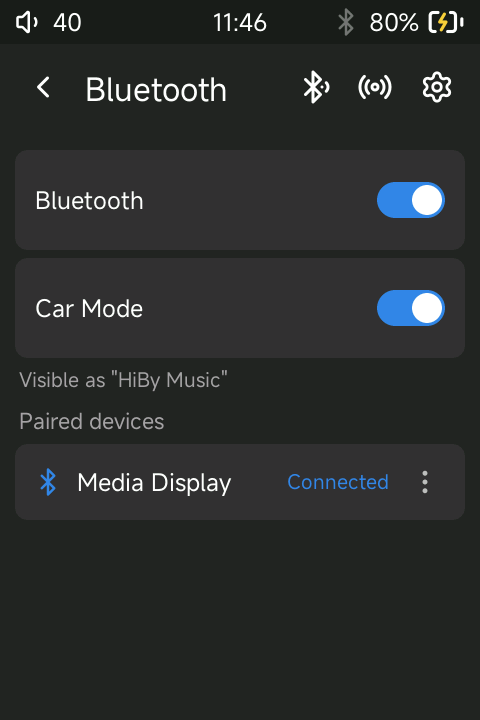 40 11:46 80%
Bluetooth
Bluetooth
Car Mode
Visible as "HiBy Music"
Paired devices
Media Display Connected